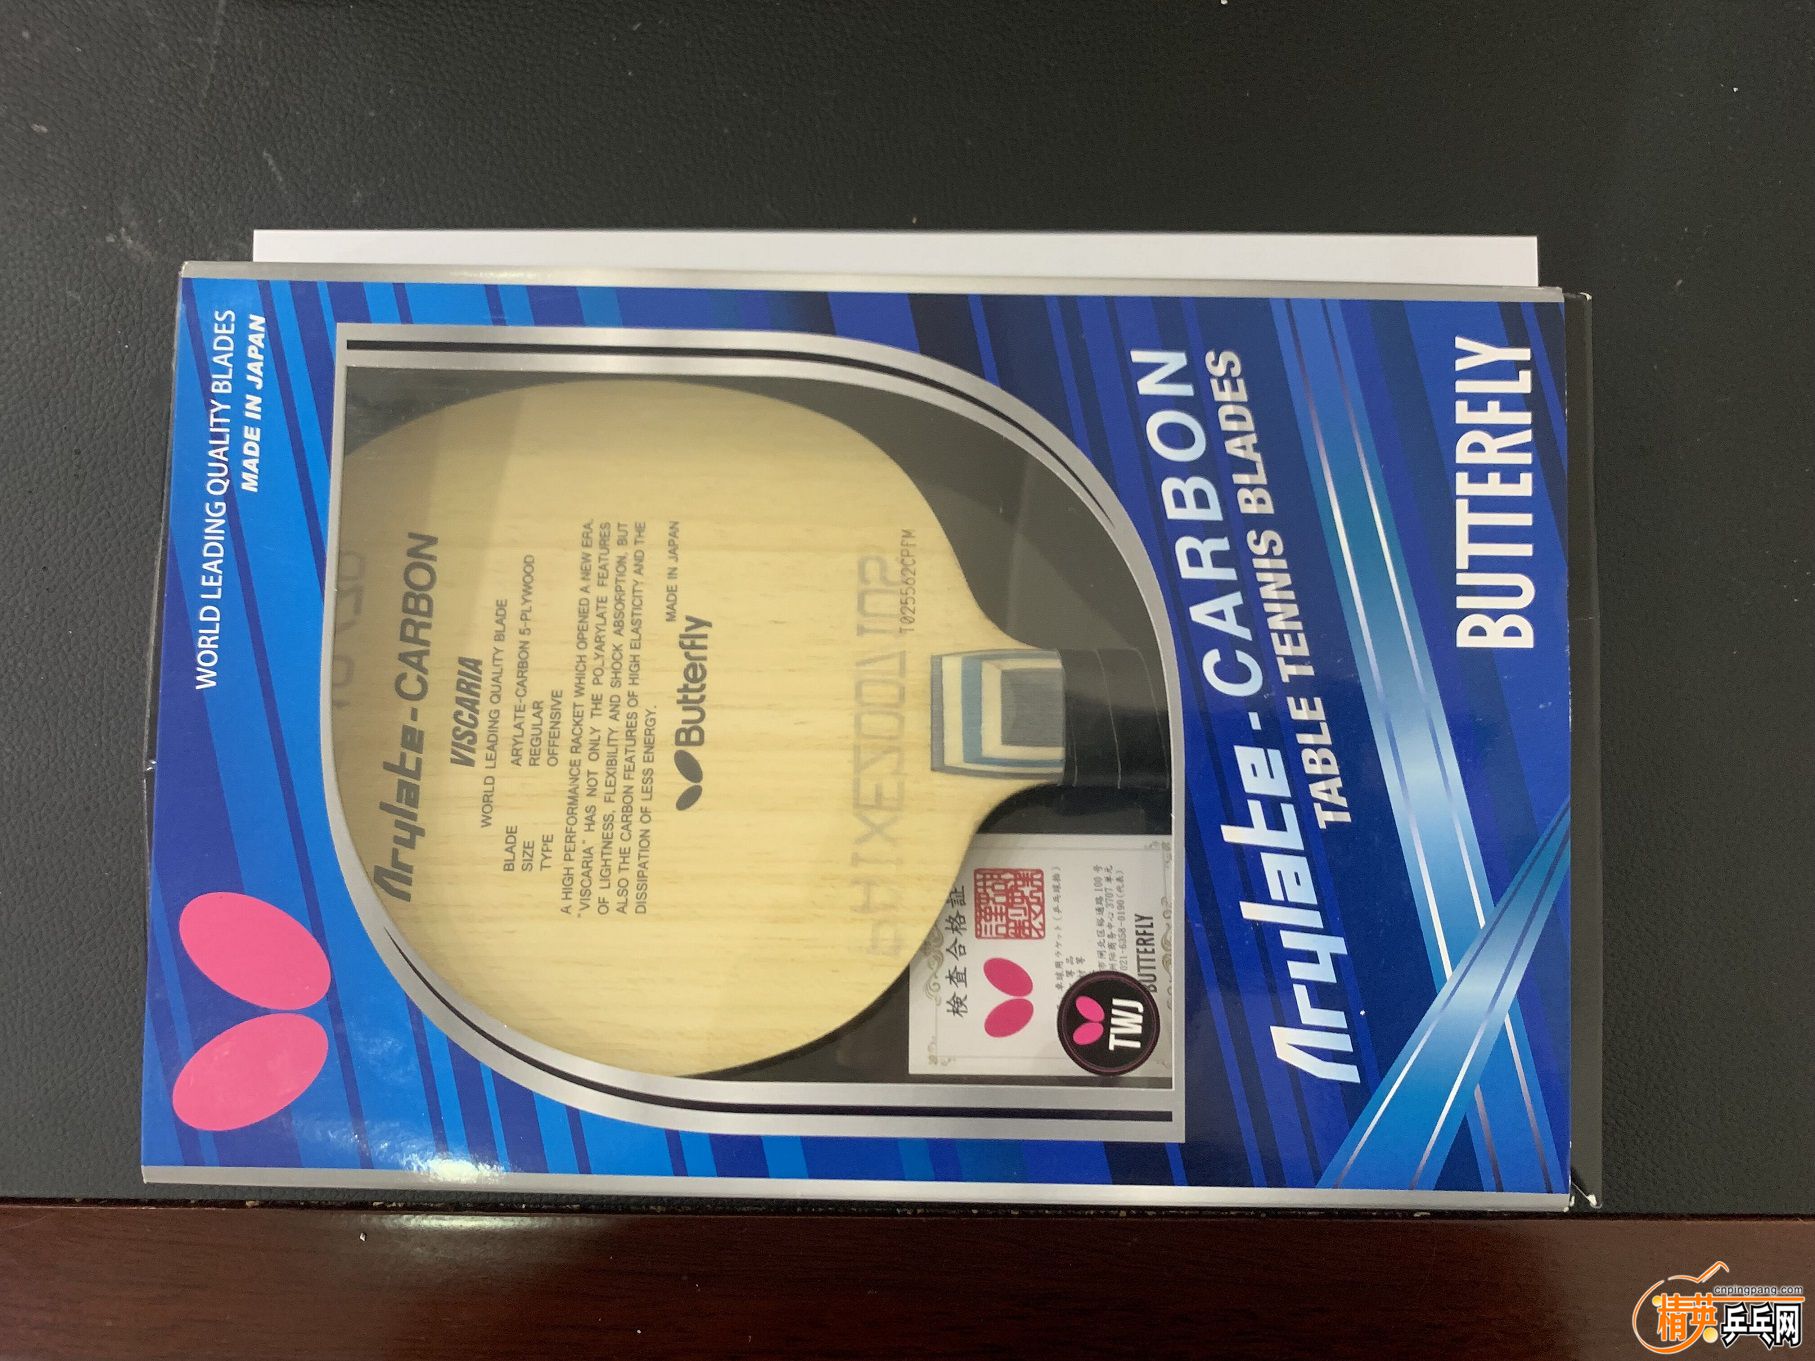 WORLD LEADING QUALITY BLADES
MADE IN JAPAN
Arylate-CARBON
VISCARIA
WORLD LEADING QUALITY BLADE
BLADE ARYLATE-CARBON 5-PLYWOOD
SIZE REGULAR
TYPE OFFENSIVE
A HIGH PERFORMANCE RACKET WHICH OPENED A NEW ERA.
"VISCARIA" HAS NOT ONLY THE POLYARYLATE FEATURES
OF LIGHTNESS, FLEXIBILITY AND SHOCK ABSORPTION, BUT
ALSO THE CARBON FEATURES OF HIGH ELASTICITY AND THE
DISSIPATION OF LESS ENERGY.
MADE IN JAPAN
Butterfly
検査合格証
BUTTERFLY
TWJ
Arylate-CARBON
TABLE TENNIS BLADES
BUTTERFLY
cnpingpang.com
精英乒乓网